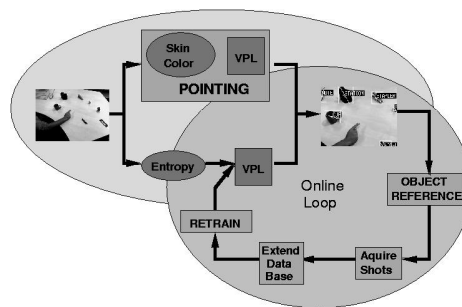 Skin
Color
VPL
POINTING
Entropy
VPL
Online
Loop
OBJECT
REFERENCE
RETRAIN
Extend
Data
Base
Aquire
Shots